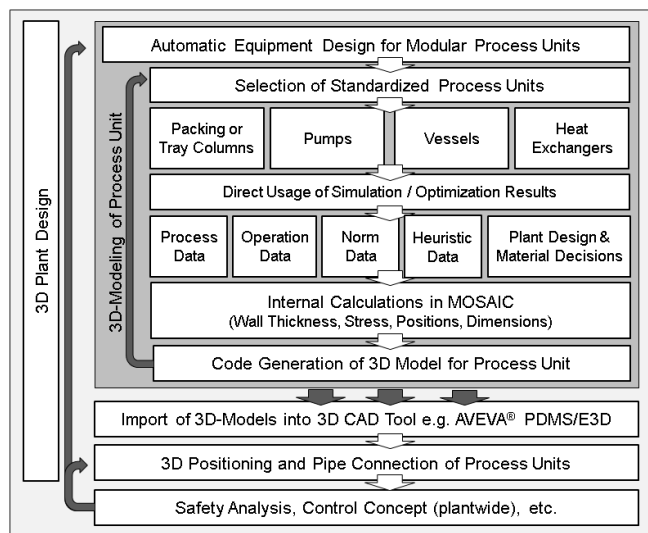 3D Plant Design
3D-Modeling of Process Unit
Automatic Equipment Design for Modular Process Units
Selection of Standardized Process Units
Packing or
Tray Columns
Pumps
Vessels
Heat
Exchangers
Direct Usage of Simulation / Optimization Results
Process
Data
Operation
Data
Norm
Data
Heuristic
Data
Plant Design &
Material Decisions
Internal Calculations in MOSAIC
(Wall Thickness, Stress, Positions, Dimensions)
Code Generation of 3D Model for Process Unit
Import of 3D-Models into 3D CAD Tool e.g. AVEVA® PDMS/E3D
3D Positioning and Pipe Connection of Process Units
Safety Analysis, Control Concept (plantwide), etc.